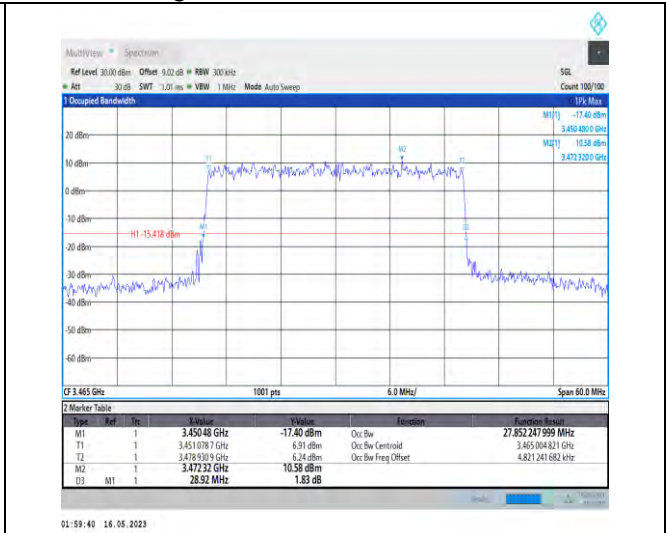 MultiView Spectrum
Ref Level 30.00 dBm Offset 9.02 dB RBW 300 kHz SGL
Att 30 dB SWT 1.01 ms VBW 1 MHz Mode Auto Sweep Count 100/100
1 Occupied Bandwidth 1Pk Max
M1[1] -17.40 dBm
3.450 480 0 GHz
M2[1] 10.58 dBm
3.472 320 0 GHz
20 dBm
M2
10 dBm
T1
0 dBm
-10 dBm
M1
H1 -15.418 dBm
-20 dBm
-30 dBm
-40 dBm
-50 dBm
-60 dBm
CF 3.465 GHz 1001 pts 6.0 MHz/ Span 60.0 MHz
2 Marker Table
Type Ref Trc X-Value Y-Value Function Function Result
M1 1 3.450 48 GHz -17.40 dBm Occ Bw 27.852 247 999 MHz
T1 1 3.451 078 7 GHz 6.91 dBm Occ Bw Centroid 3.465 004 821 GHz
T2 1 3.478 930 9 GHz 6.24 dBm Occ Bw Freq Offset 4.821 241 682 kHz
M2 1 3.472 32 GHz 10.58 dBm
D3 M1 1 28.92 MHz 1.83 dB
01:59:40 16.05.2023